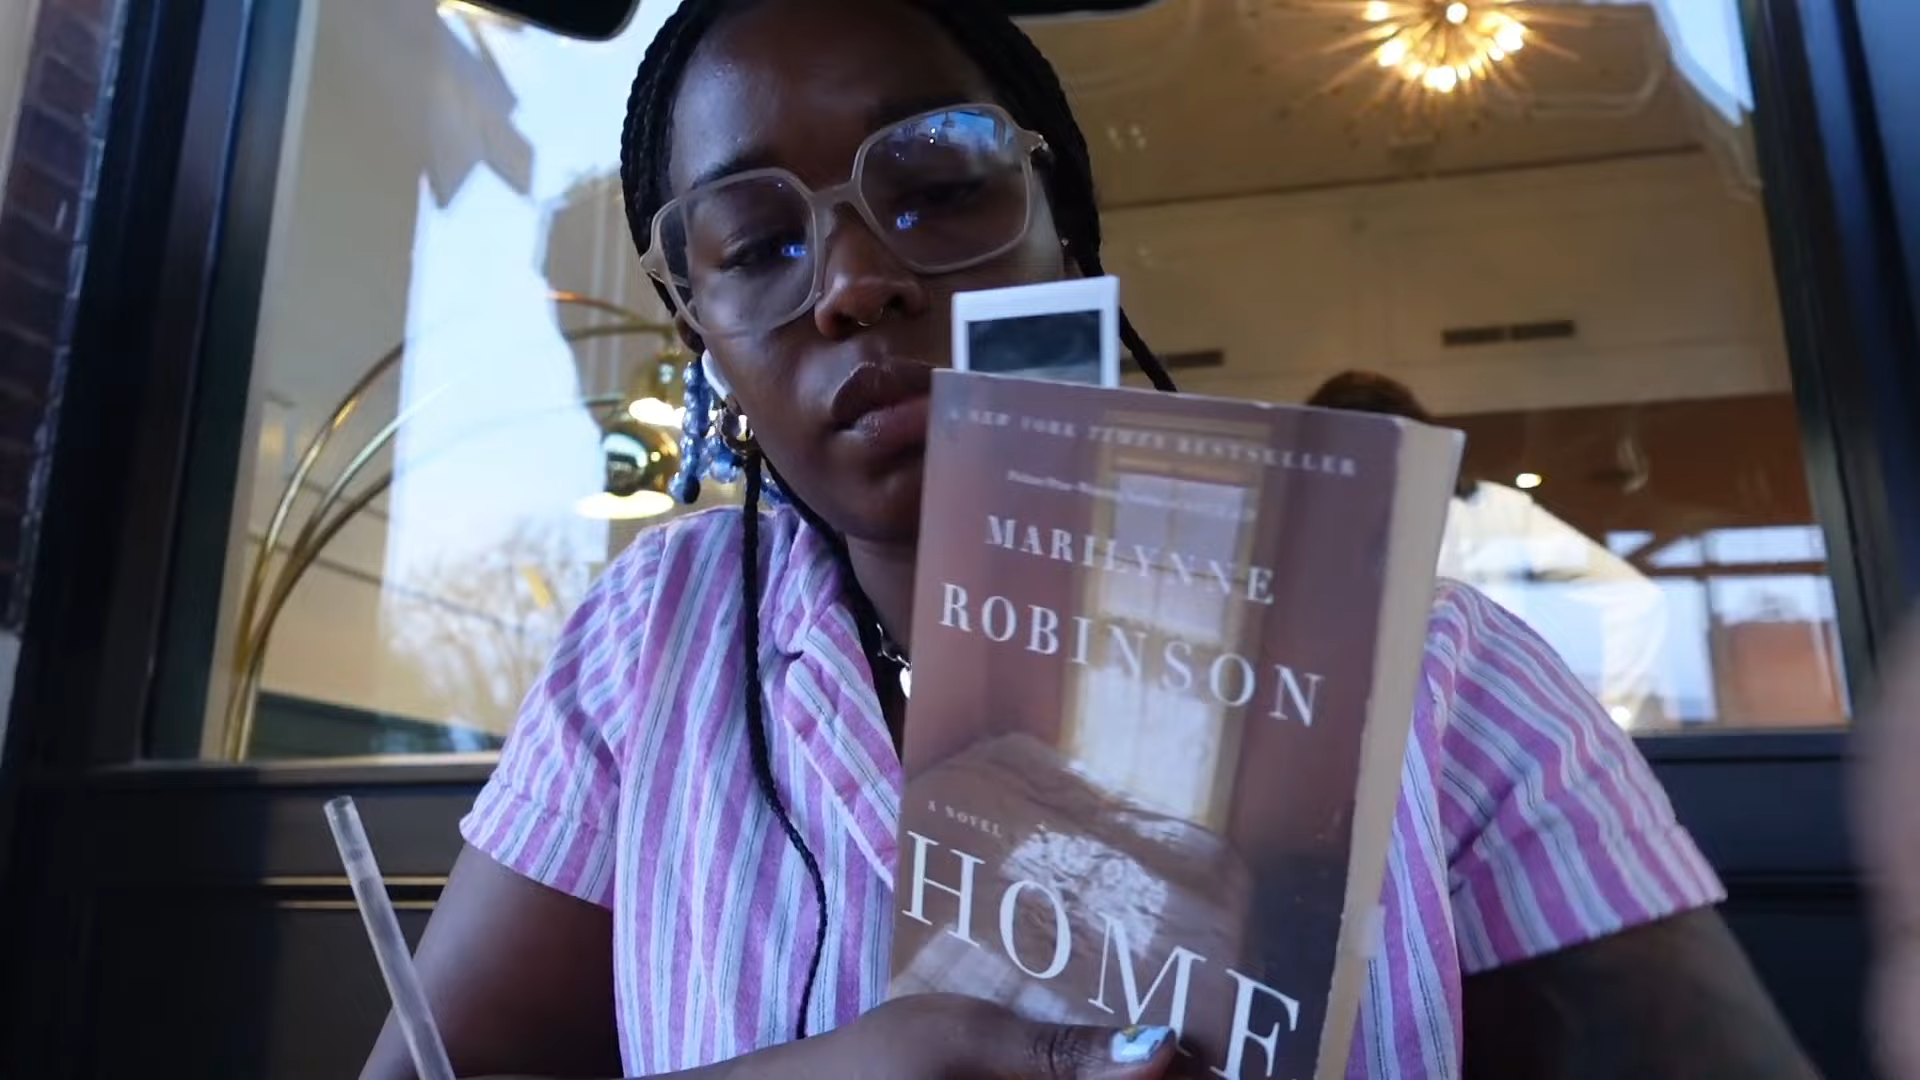 A NEW YORK TIMES BESTSELLER
MARILYNNE
ROBINSON
A NOVEL
HOME